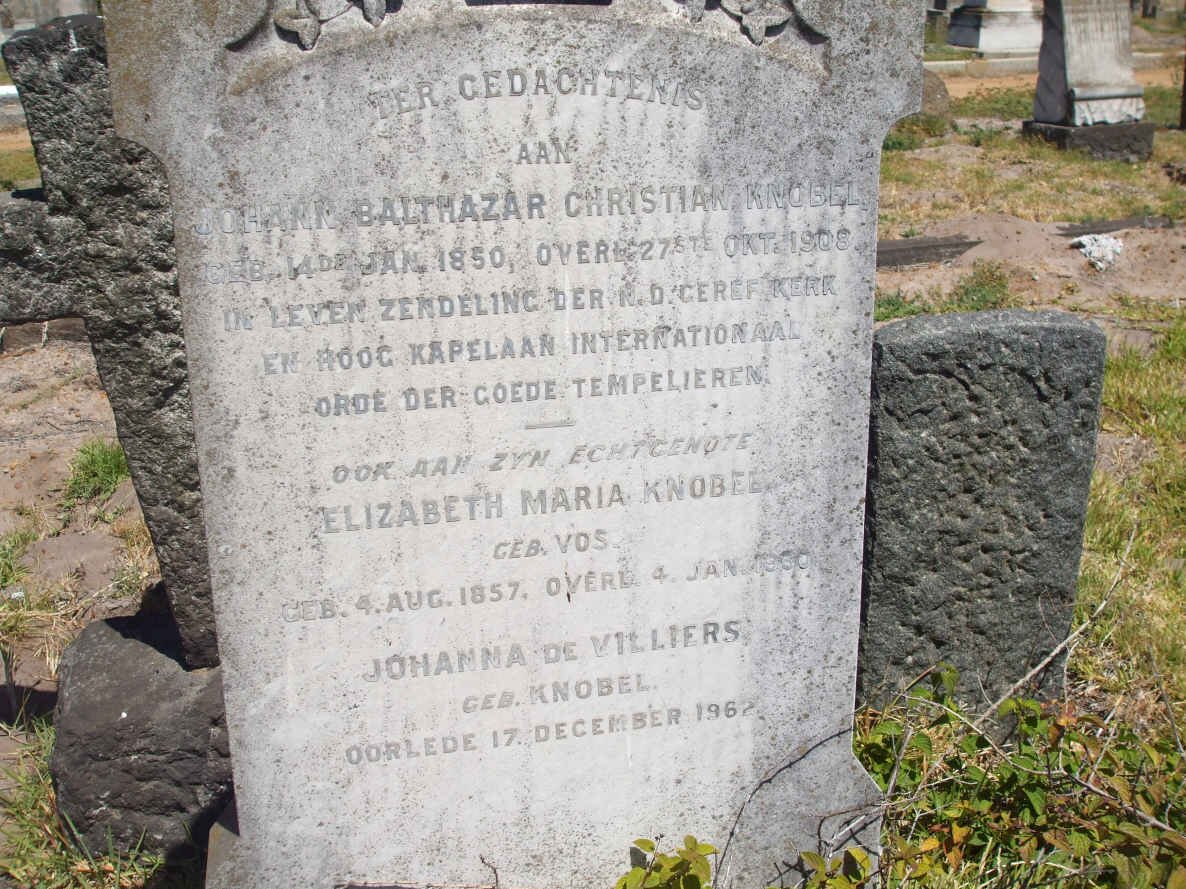 TER GEDACHTENIS
AAN
JOHANN BALTHAZAR CHRISTIAN KNOBEL,
GEB. 14DE JAN. 1850, OVERL. 27STE OKT. 1908.
IN LEVEN ZENDELING DER N.D. GEREF KERK
EN HOOG KAPELAAN INTERNATIONAAL
ORDE DER GOEDE TEMPELIEREN.
OOK AAN ZYN ECHTGENOTE
ELIZABETH MARIA KNOBEL
GEB. VOS.
GEB. 4. AUG. 1857. OVERL. 4. JAN.
JOHANNA DE VILLIERS.
GEB. KNOBEL.
OORLEDE 17 DECEMBER 1962.